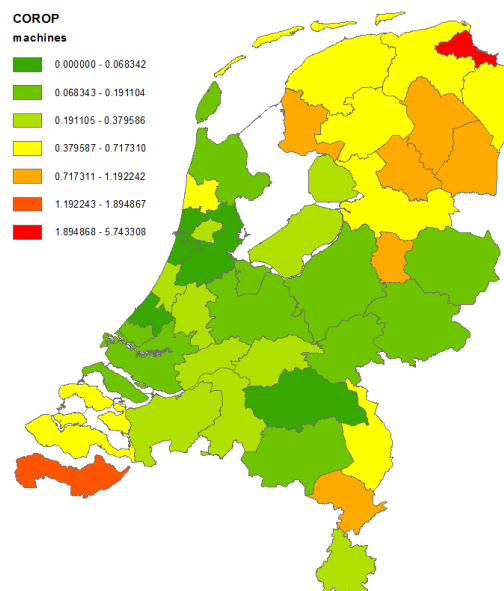 COROP
machines
0.000000 - 0.068342
0.068343 - 0.191104
0.191105 - 0.379586
0.379587 - 0.717310
0.717311 - 1.192242
1.192243 - 1.894867
1.894868 - 5.743308